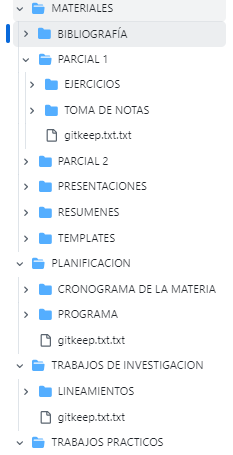 MATERIALES
BIBLIOGRAFÍA
PARCIAL 1
EJERCICIOS
TOMA DE NOTAS
gitkeep.txt.txt
PARCIAL 2
PRESENTACIONES
RESUMENES
TEMPLATES
PLANIFICACION
CRONOGRAMA DE LA MATERIA
PROGRAMA
gitkeep.txt.txt
TRABAJOS DE INVESTIGACION
LINEAMIENTOS
gitkeep.txt.txt
TRABAJOS PRACTICOS